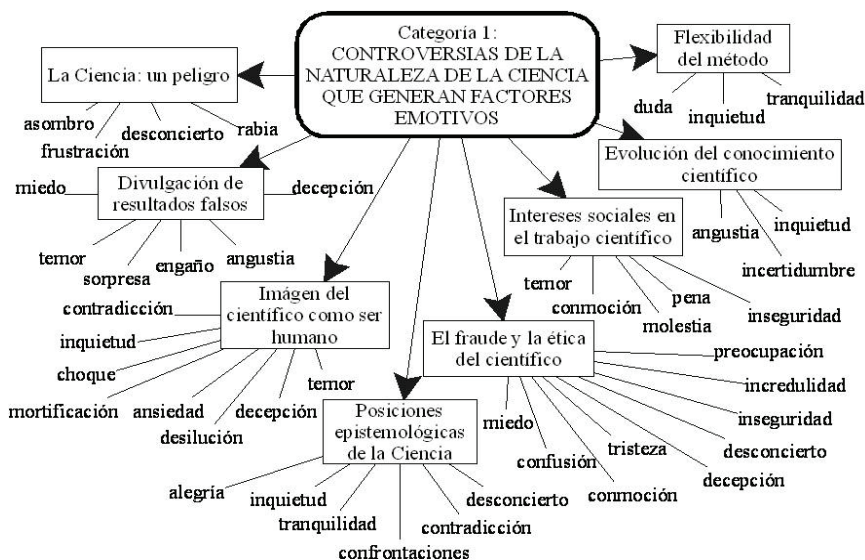 Categoría 1:
CONTROVERSIAS DE LA
NATURALEZA DE LA CIENCIA
QUE GENERAN FACTORES
EMOTIVOS
La Ciencia: un peligro
asombro
frustración
desconcierto
rabia
Flexibilidad
del método
duda
inquietud
tranquilidad
Evolución del conocimiento
científico
angustia
inquietud
incertidumbre
Divulgación de
resultados falsos
miedo
decepción
temor
sorpresa
engaño
angustia
Intereses sociales en
el trabajo científico
temor
conmoción
molestia
pena
inseguridad
Imágen del
científico como ser
humano
contradicción
inquietud
choque
mortificación
ansiedad
desilución
decepción
temor
El fraude y la ética
del científico
preocupación
incredulidad
inseguridad
desconcierto
decepción
miedo
confusión
tristeza
conmoción
Posiciones
epistemológicas
de la Ciencia
alegría
inquietud
tranquilidad
confrontaciones
contradicción
desconcierto